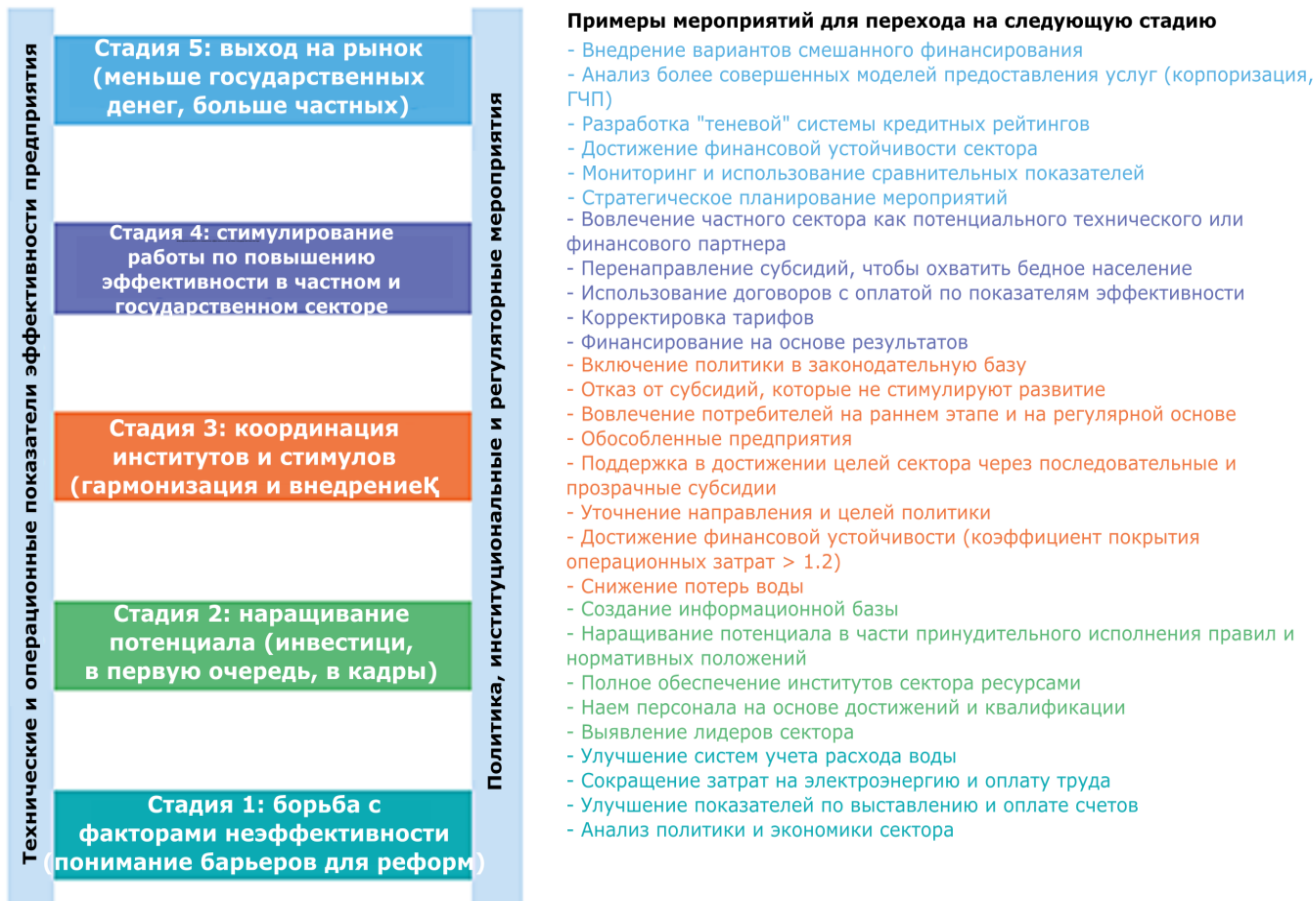 Технические и операционные показатели эффективности предприятия
Стадия 5: выход на рынок
(меньше государственных
денег, больше частных)
Стадия 4: стимулирование
работы по повышению
эффективности в частном и
государственном секторе
Стадия 3: координация
институтов и стимулов
(гармонизация и внедрениеҚ
Стадия 2: наращивание
потенциала (инвестици,
в первую очередь, в кадры)
Стадия 1: борьба с
факторами неэффективности
(понимание барьеров для реформ)
Политика, институциональные и регуляторные мероприятия
Примеры мероприятий для перехода на следующую стадию
- Внедрение вариантов смешанного финансирования
- Анализ более совершенных моделей предоставления услуг (корпоризация,
ГЧП)
- Разработка "теневой" системы кредитных рейтингов
- Достижение финансовой устойчивости сектора
- Мониторинг и использование сравнительных показателей
- Стратегическое планирование мероприятий
- Вовлечение частного сектора как потенциального технического или
финансового партнера
- Перенаправление субсидий, чтобы охватить бедное население
- Использование договоров с оплатой по показателям эффективности
- Корректировка тарифов
- Финансирование на основе результатов
- Включение политики в законодательную базу
- Отказ от субсидий, которые не стимулируют развитие
- Вовлечение потребителей на раннем этапе и на регулярной основе
- Обособленные предприятия
- Поддержка в достижении целей сектора через последовательные и
прозрачные субсидии
- Уточнение направления и целей политики
- Достижение финансовой устойчивости (коэффициент покрытия
операционных затрат > 1.2)
- Снижение потерь воды
- Создание информационной базы
- Наращивание потенциала в части принудительного исполнения правил и
нормативных положений
- Полное обеспечение институтов сектора ресурсами
- Наем персонала на основе достижений и квалификации
- Выявление лидеров сектора
- Улучшение систем учета расхода воды
- Сокращение затрат на электроэнергию и оплату труда
- Улучшение показателей по выставлению и оплате счетов
- Анализ политики и экономики сектора